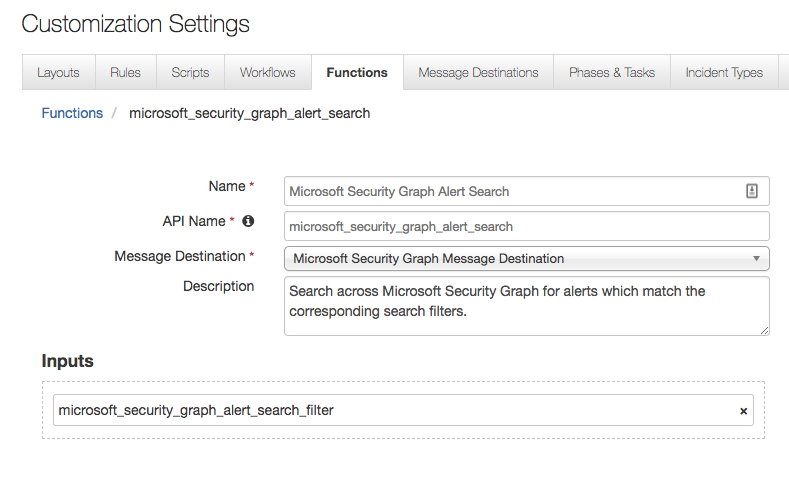 Customization Settings
Layouts Rules Scripts Workflows Functions Message Destinations Phases & Tasks Incident Types
Functions / microsoft_security_graph_alert_search
Name * Microsoft Security Graph Alert Search
API Name * microsoft_security_graph_alert_search
Message Destination * Microsoft Security Graph Message Destination
Description Search across Microsoft Security Graph for alerts which match the
corresponding search filters.
Inputs
microsoft_security_graph_alert_search_filter ×